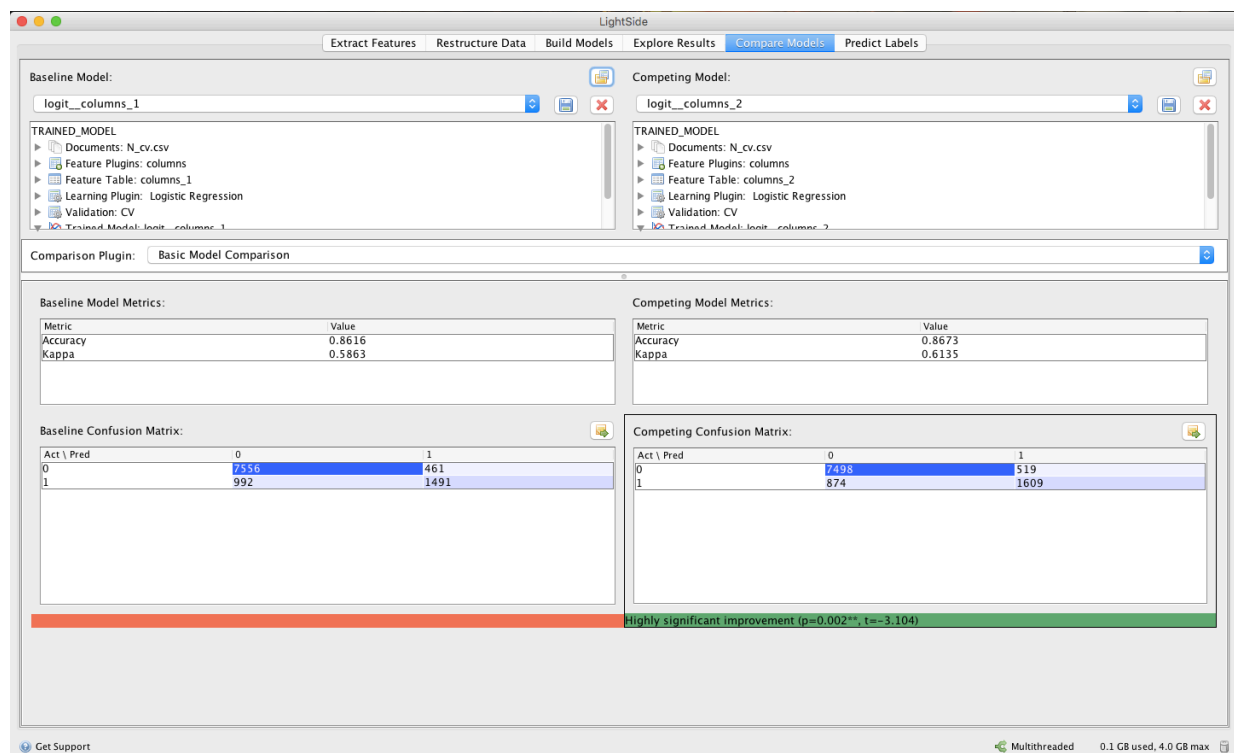 LightSide
Extract Features Restructure Data Build Models Explore Results Compare Models Predict Labels
Baseline Model:
logit__columns_1
TRAINED_MODEL
Documents: N_cv.csv
Feature Plugins: columns
Feature Table: columns_1
Learning Plugin: Logistic Regression
Validation: CV
Trained Model: logit__columns_1
Competing Model:
logit__columns_2
TRAINED_MODEL
Documents: N_cv.csv
Feature Plugins: columns
Feature Table: columns_2
Learning Plugin: Logistic Regression
Validation: CV
Trained Model: logit__columns_2
Comparison Plugin: Basic Model Comparison
Baseline Model Metrics:
Metric Value
Accuracy 0.8616
Kappa 0.5863
Competing Model Metrics:
Metric Value
Accuracy 0.8673
Kappa 0.6135
Baseline Confusion Matrix:
Act \ Pred 0 1
0 7556 461
1 992 1491
Competing Confusion Matrix:
Act \ Pred 0 1
0 7498 519
1 874 1609
Highly significant improvement (p=0.002**, t=-3.104)
Get Support
Multithreaded 0.1 GB used, 4.0 GB max